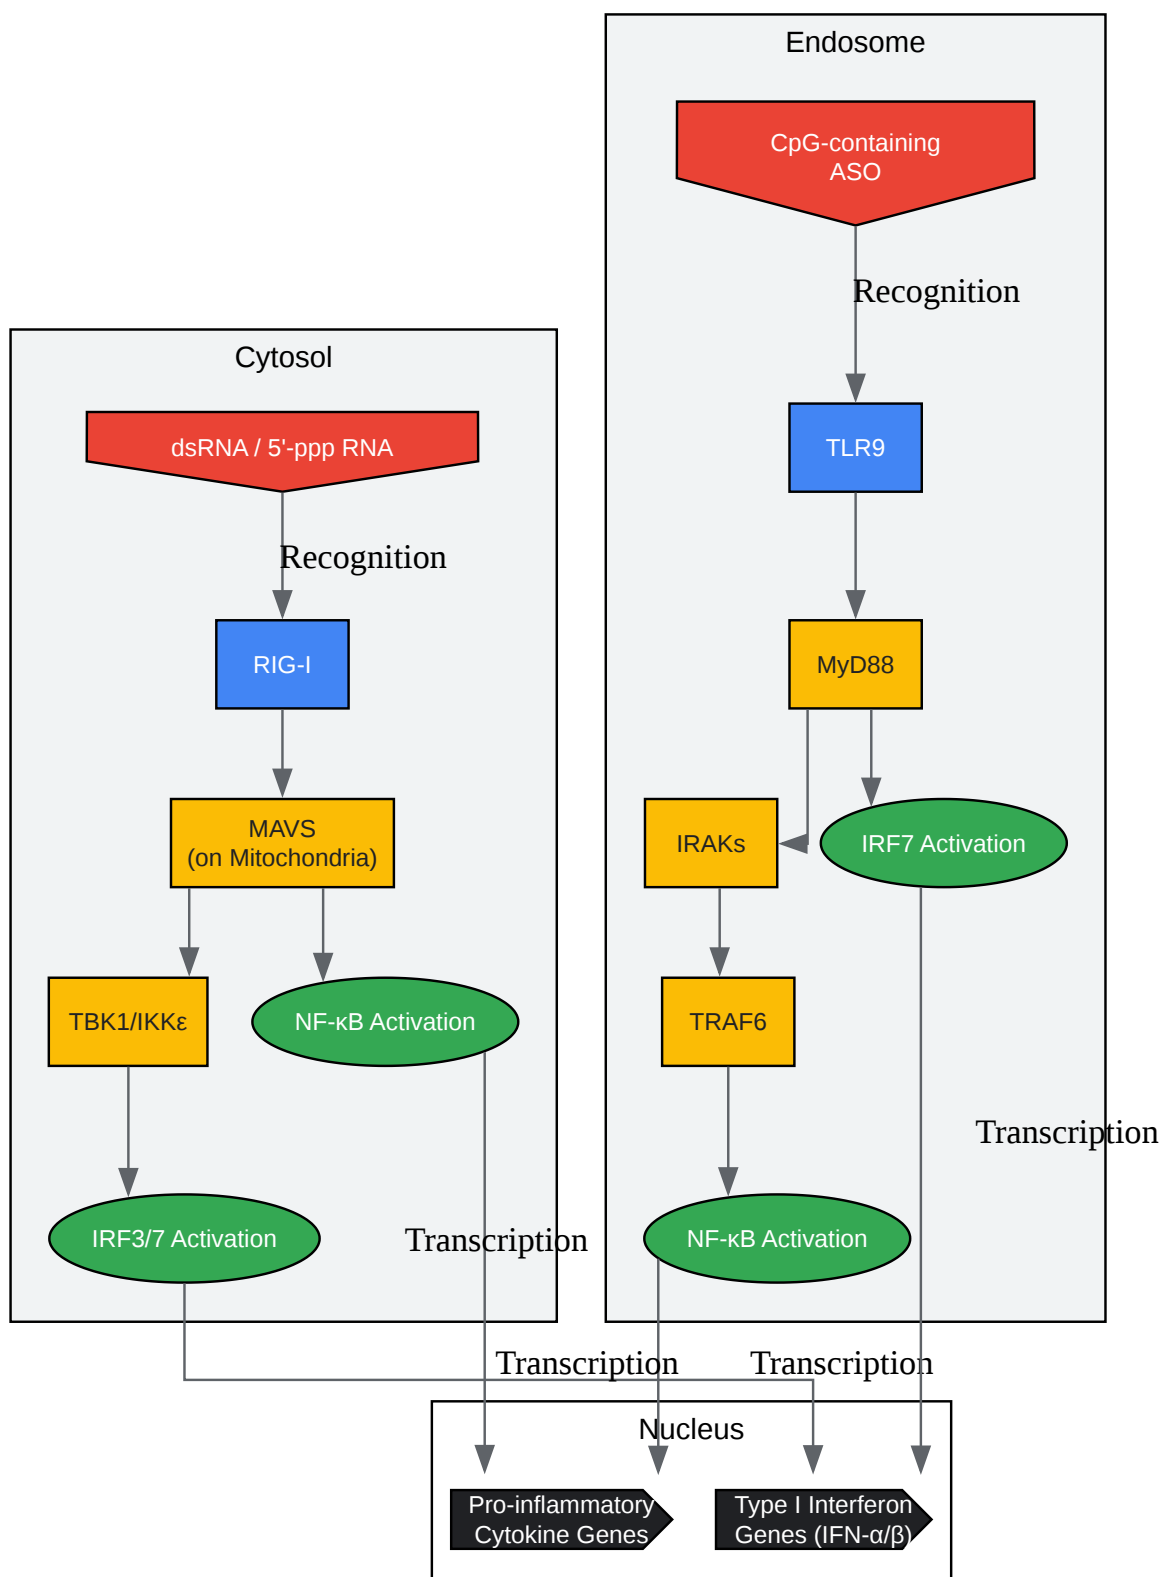 Endosome
CpG-containing
ASO
Recognition
Cytosol
dsRNA / 5'-ppp RNA
TLR9
Recognition
RIG-I
MyD88
MAVS
(on Mitochondria)
IRAKs
IRF7 Activation
TBK1/IKKε
NF-κB Activation
TRAF6
Transcription
IRF3/7 Activation
Transcription
NF-κB Activation
Transcription
Transcription
Nucleus
Pro-inflammatory
Cytokine Genes
Type I Interferon
Genes (IFN-α/β)